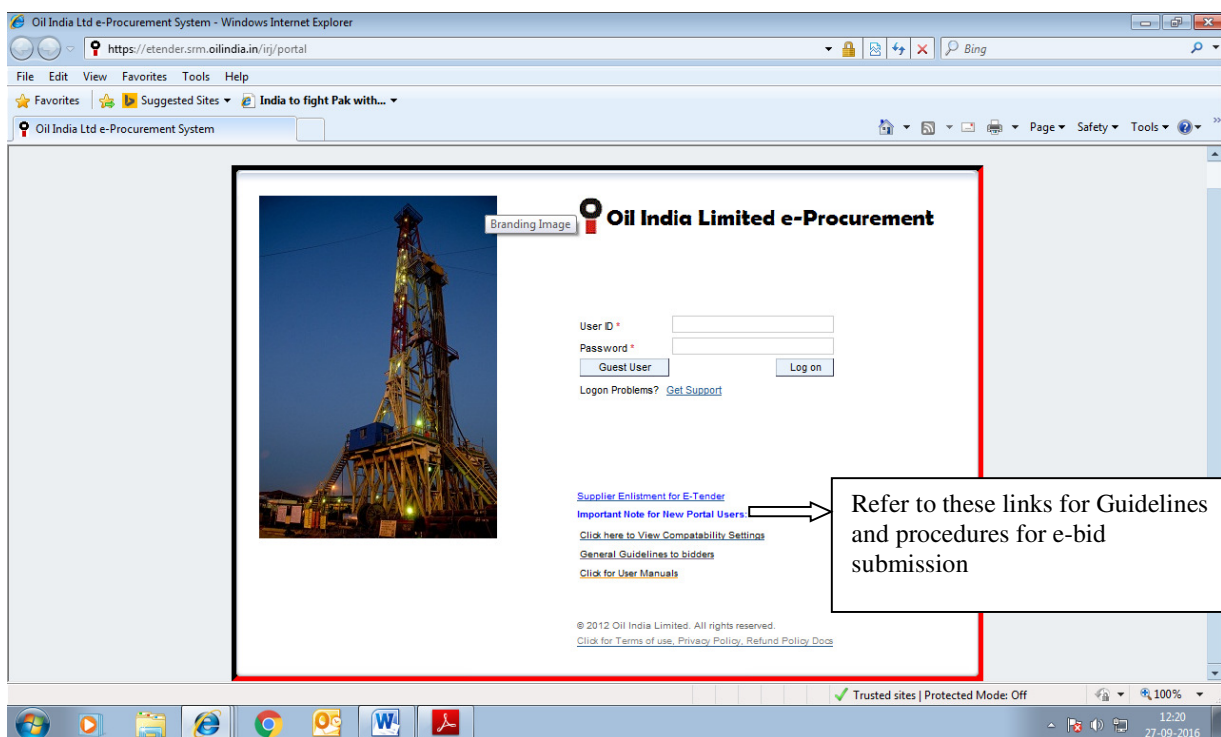 Oil India Ltd e-Procurement System - Windows Internet Explorer
https://etender.srm.oilindia.in/irj/portal
Bing
File Edit View Favorites Tools Help
Favorites Suggested Sites India to fight Pak with...
Oil India Ltd e-Procurement System
Page Safety Tools
Branding Image
Oil India Limited e-Procurement
User ID *
Password *
Guest User Log on
Logon Problems? Get Support
Supplier Enlistment for E-Tender
Important Note for New Portal Users:
Click here to View Compatability Settings
General Guidelines to bidders
Click for User Manuals
Refer to these links for Guidelines
and procedures for e-bid
submission
© 2012 Oil India Limited. All rights reserved.
Click for Terms of use, Privacy Policy, Refund Policy Docs
Trusted sites | Protected Mode: Off 100%
12:20
27-09-2016